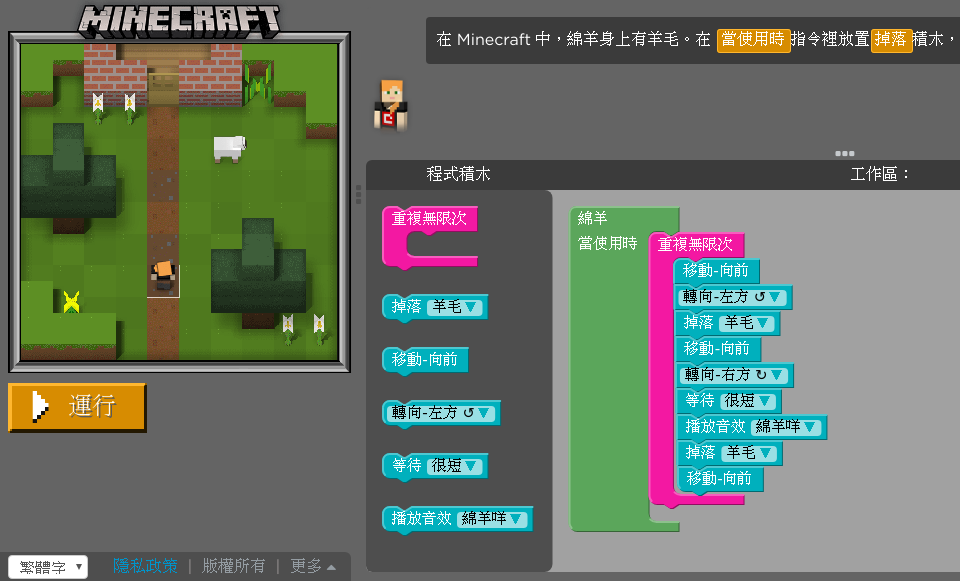 MINECRAFT
在 Minecraft 中，綿羊身上有羊毛。在 當使用時 指令裡放置 掉落 積木，
程式積木
工作區：
重複無限次
掉落 羊毛▼
移動-向前
轉向-左方 ↺▼
等待 很短▼
播放音效 綿羊咩▼
綿羊
當使用時
重複無限次
移動-向前
轉向-左方 ↺▼
掉落 羊毛▼
移動-向前
轉向-右方 ↻▼
等待 很短▼
播放音效 綿羊咩▼
掉落 羊毛▼
移動-向前
運行
繁體字 ▼
隱私政策 | 版權所有 | 更多